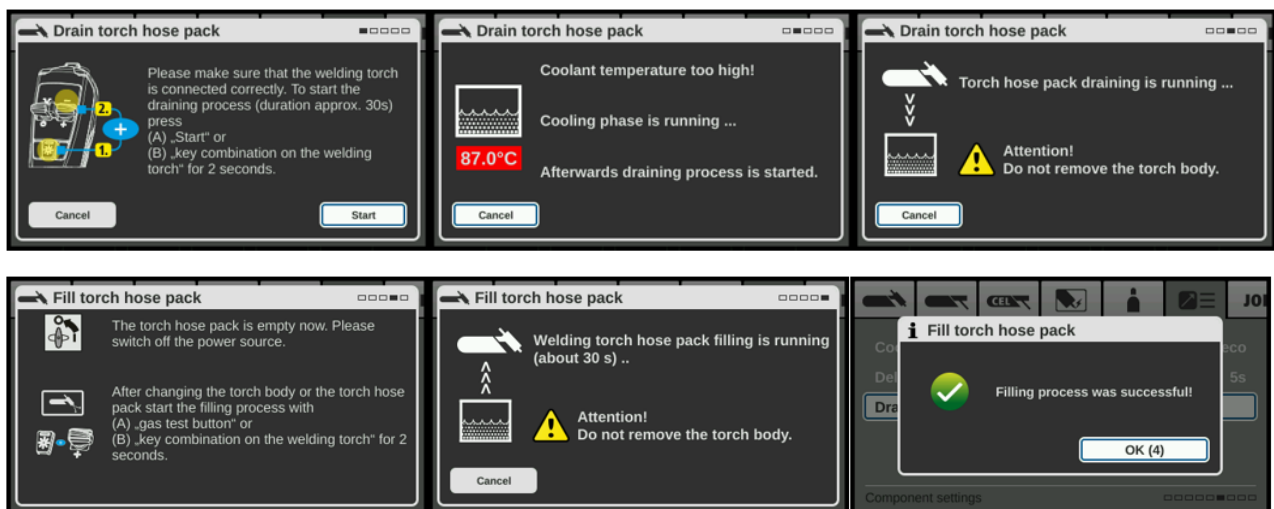 Drain torch hose pack
Please make sure that the welding torch
is connected correctly. To start the
draining process (duration approx. 30s)
press
(A) „Start“ or
(B) „key combination on the welding
torch“ for 2 seconds.
2.
1.
Cancel
Start
Drain torch hose pack
Coolant temperature too high!
Cooling phase is running ...
87.0°C
Afterwards draining process is started.
Cancel
Drain torch hose pack
Torch hose pack draining is running ...
Attention!
Do not remove the torch body.
Cancel
Fill torch hose pack
The torch hose pack is empty now. Please
switch off the power source.
After changing the torch body or the torch hose
pack start the filling process with
(A) „gas test button“ or
(B) „key combination on the welding torch“ for 2
seconds.
Fill torch hose pack
Welding torch hose pack filling is running
(about 30 s) ..
Attention!
Do not remove the torch body.
Cancel
CEL
JO
Fill torch hose pack
Coo
eco
Del
5s
Filling process was successful!
Dra
OK (4)
Component settings